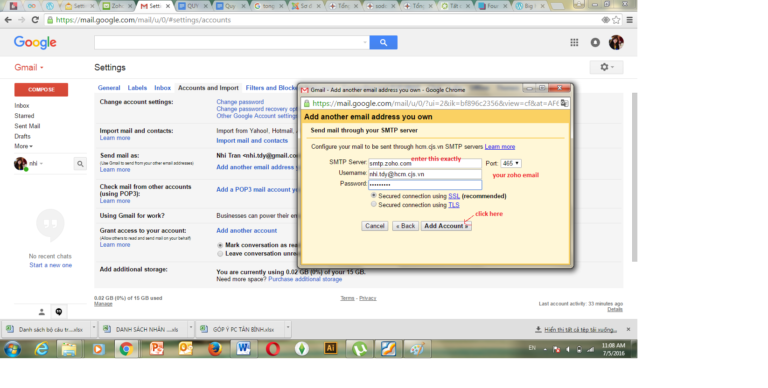 https://mail.google.com/mail/u/0/#settings/accounts
Google
Gmail
Settings
COMPOSE
Inbox
Starred
Sent Mail
Drafts
More
nhi
No recent chats
Start a new one
General Labels Inbox Accounts and Import Filters and Blocke
Change account settings:
Change password
Change password recovery opt
Other Google Account settings
Import mail and contacts:
Learn more
Import from Yahoo!, Hotmail,
Import mail and contacts
Send mail as:
(Use Gmail to send from your other email addresses)
Learn more
Nhi Tran <nhi.tdy@gmail.co
Add another email address y
Check mail from other accounts
(using POP3):
Learn more
Add a POP3 mail account yo
Using Gmail for work?
Businesses can power their em
Grant access to your account:
(Allow others to read and send mail on your behalf)
Learn more
Add another account
Mark conversation as rea
Leave conversation unre
Add additional storage:
You are currently using 0.02 GB (0%) of your 15 GB.
Need more space? Purchase additional storage
0.02 GB (0%) of 15 GB used
Manage
Terms - Privacy
Last account activity: 33 minutes ago
Details
Gmail - Add another email address you own - Google Chrome
https://mail.google.com/mail/u/0/?ui=2&ik=bf896c2356&view=cf&at=AF6
Add another email address you own
Send mail through your SMTP server
Configure your mail to be sent through hcm.cjs.vn SMTP servers Learn more
enter this exactly
SMTP Server: smtp.zoho.com Port: 465
Username: nhi.tdy@hcm.cjs.vn
your zoho email
Password:
Secured connection using SSL (recommended)
Secured connection using TLS
click here
Cancel « Back Add Account »
Danh sách bộ câu tr....xlsx
DANH SÁCH NHÂN ....xls
GÓP Ý PC TÂN BÌNH.xlsx
Hiển thị tất cả tệp tải xuống...
EN
11:08 AM
7/5/2016